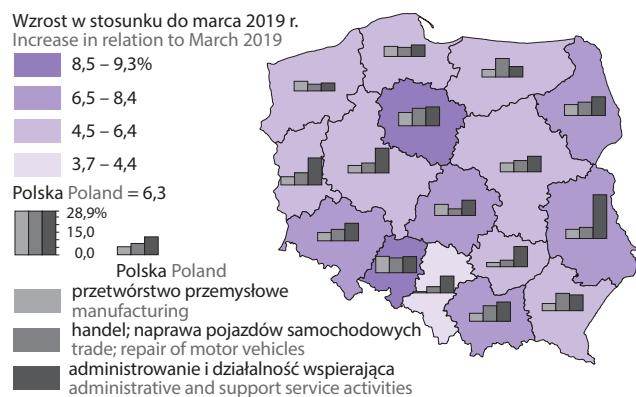 Wzrost w stosunku do marca 2019 r.
Increase in relation to March 2019
8,5 – 9,3%
6,5 – 8,4
4,5 – 6,4
3,7 – 4,4
Polska Poland = 6,3
28,9%
15,0
0,0
Polska Poland
przetwórstwo przemysłowe
manufacturing
handel; naprawa pojazdów samochodowych
trade; repair of motor vehicles
administrowanie i działalność wspierająca
administrative and support service activities